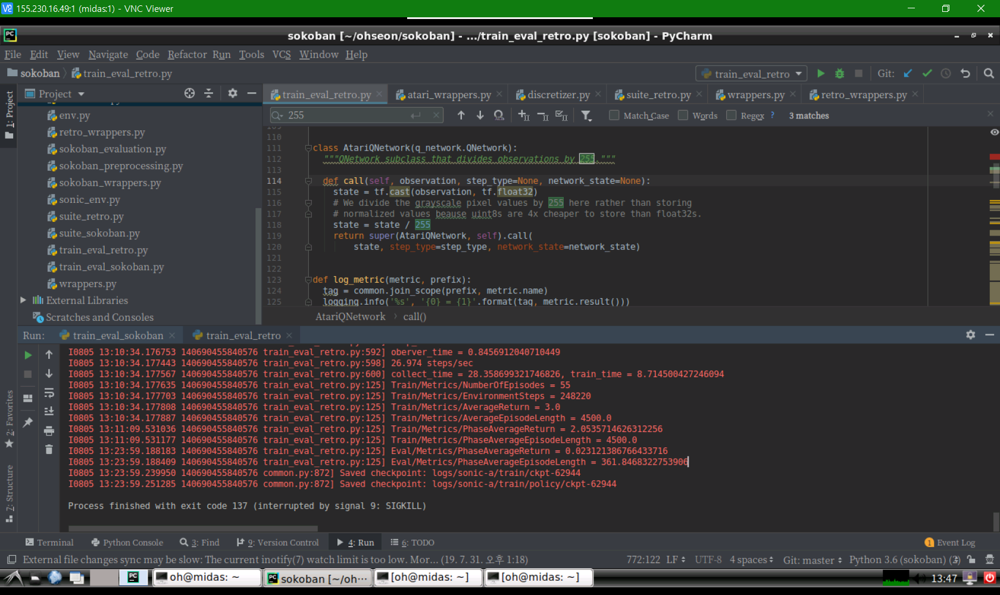 155.230.16.49:1 (midas:1) - VNC Viewer
sokoban [~/ohseon/sokoban] - .../train_eval_retro.py [sokoban] - PyCharm
File Edit View Navigate Code Refactor Run Tools VCS Window Help
sokoban train_eval_retro.py train_eval_retro Git:
1: Project
Project
train_eval_retro.py atari_wrappers.py discretizer.py suite_retro.py wrappers.py retro_wrappers.py
255 Match Case Words Regex ? 3 matches
env.py
retro_wrappers.py
sokoban_evaluation.py
sokoban_preprocessing.py
sokoban_wrappers.py
sonic_env.py
suite_retro.py
suite_sokoban.py
train_eval_retro.py
train_eval_sokoban.py
wrappers.py
External Libraries
Scratches and Consoles
109
110
111 class AtariQNetwork(q_network.QNetwork):
112 """QNetwork subclass that divides observations by 255."""
113
114 def call(self, observation, step_type=None, network_state=None):
115 state = tf.cast(observation, tf.float32)
116 # We divide the grayscale pixel values by 255 here rather than storing
117 # normalized values beause uint8s are 4x cheaper to store than float32s.
118 state = state / 255
119 return super(AtariQNetwork, self).call(
120 state, step_type=step_type, network_state=network_state)
121
122
123 def log_metric(metric, prefix):
124 tag = common.join_scope(prefix, metric.name)
125 logging.info('%s', '{0} = {1}'.format(tag, metric.result()))
AtariQNetwork call()
Run: train_eval_sokoban train_eval_retro
I0805 13:10:34.176753 140690455840576 train_eval_retro.py:592] oberver_time = 0.8456912040710449
I0805 13:10:34.177443 140690455840576 train_eval_retro.py:598] 26.974 steps/sec
I0805 13:10:34.177567 140690455840576 train_eval_retro.py:600] collect_time = 28.358699321746826, train_time = 8.714500427246094
I0805 13:10:34.177635 140690455840576 train_eval_retro.py:125] Train/Metrics/NumberOfEpisodes = 55
I0805 13:10:34.177703 140690455840576 train_eval_retro.py:125] Train/Metrics/EnvironmentSteps = 248220
I0805 13:10:34.177808 140690455840576 train_eval_retro.py:125] Train/Metrics/AverageReturn = 3.0
I0805 13:10:34.177887 140690455840576 train_eval_retro.py:125] Train/Metrics/AverageEpisodeLength = 4500.0
I0805 13:11:09.531036 140690455840576 train_eval_retro.py:125] Train/Metrics/PhaseAverageReturn = 2.0535714626312256
I0805 13:11:09.531177 140690455840576 train_eval_retro.py:125] Train/Metrics/PhaseAverageEpisodeLength = 4500.0
I0805 13:23:59.188183 140690455840576 train_eval_retro.py:125] Eval/Metrics/PhaseAverageReturn = 0.023121386766433716
I0805 13:23:59.188409 140690455840576 train_eval_retro.py:125] Eval/Metrics/PhaseAverageEpisodeLength = 361.8468322753906
I0805 13:23:59.239950 140690455840576 common.py:872] Saved checkpoint: logs/sonic-a/train/ckpt-62944
I0805 13:23:59.251285 140690455840576 common.py:872] Saved checkpoint: logs/sonic-a/train/policy/ckpt-62944
Process finished with exit code 137 (interrupted by signal 9: SIGKILL)
2: Favorites
7: Structure
Terminal Python Console 3: Find 9: Version Control 4: Run 6: TODO 1 Event Log
External file changes sync may be slow: The current inotify(7) watch limit is too low. Mor... (19. 7. 31. 오후 1:18) 772:122 LF UTF-8 4 spaces Git: master Python 3.6 (sokoban) (2)
oh@midas: ~ sokoban [~/oh··· [oh@midas: ~] [oh@midas: ~] 13:47